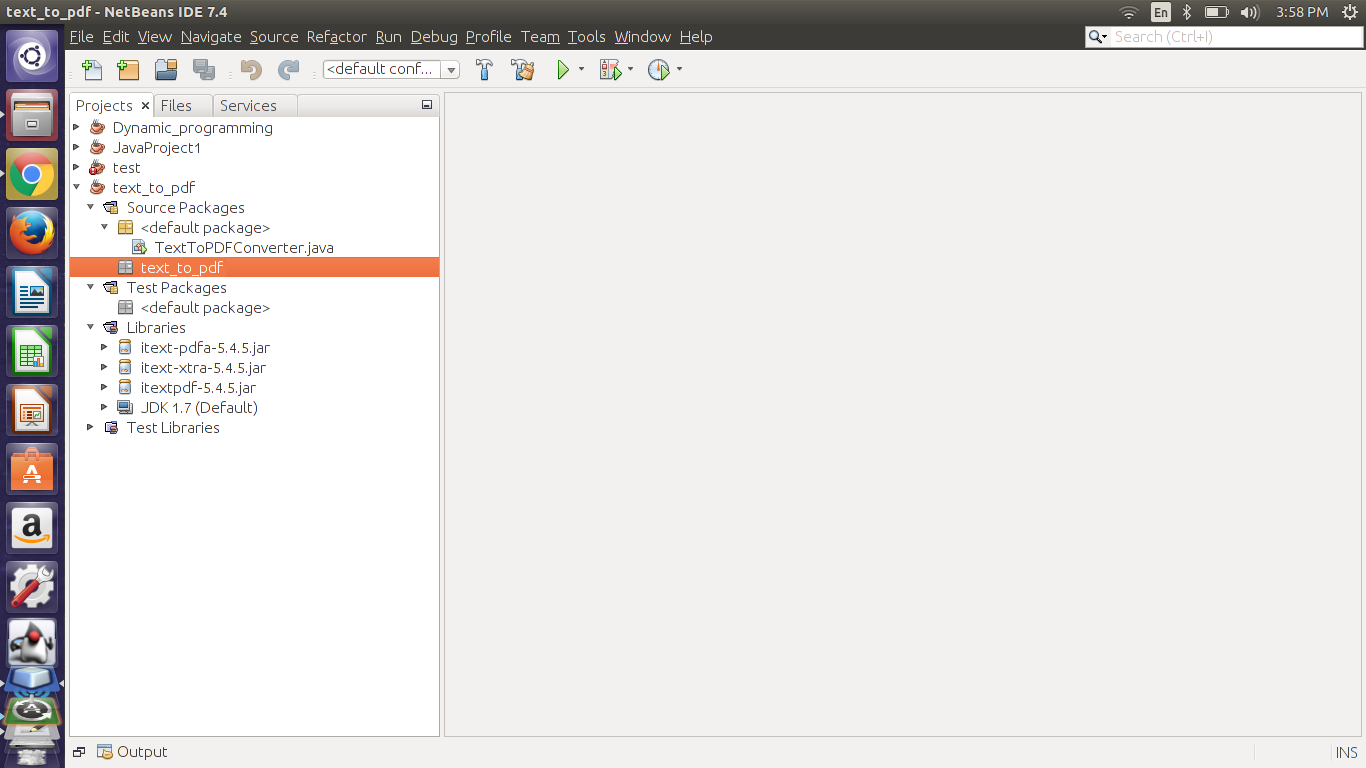 text_to_pdf - NetBeans IDE 7.4
En
3:58 PM
File Edit View Navigate Source Refactor Run Debug Profile Team Tools Window Help
Search (Ctrl+I)
<default conf...
Projects Files Services
Dynamic_programming
JavaProject1
test
text_to_pdf
Source Packages
<default package>
TextToPDFConverter.java
text_to_pdf
Test Packages
<default package>
Libraries
itext-pdfa-5.4.5.jar
itext-xtra-5.4.5.jar
itextpdf-5.4.5.jar
JDK 1.7 (Default)
Test Libraries
Output
INS